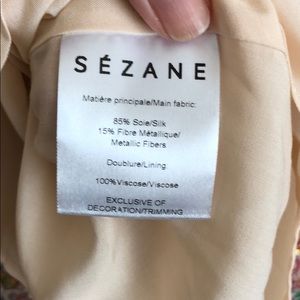 SÉZANE
Matière principale/Main fabric:
85% Soie/Silk
15% Fibre Métallique/
Metallic Fibers
Doublure/Lining
100%Viscose/Viscose
EXCLUSIVE OF
DECORATION/TRIMMING